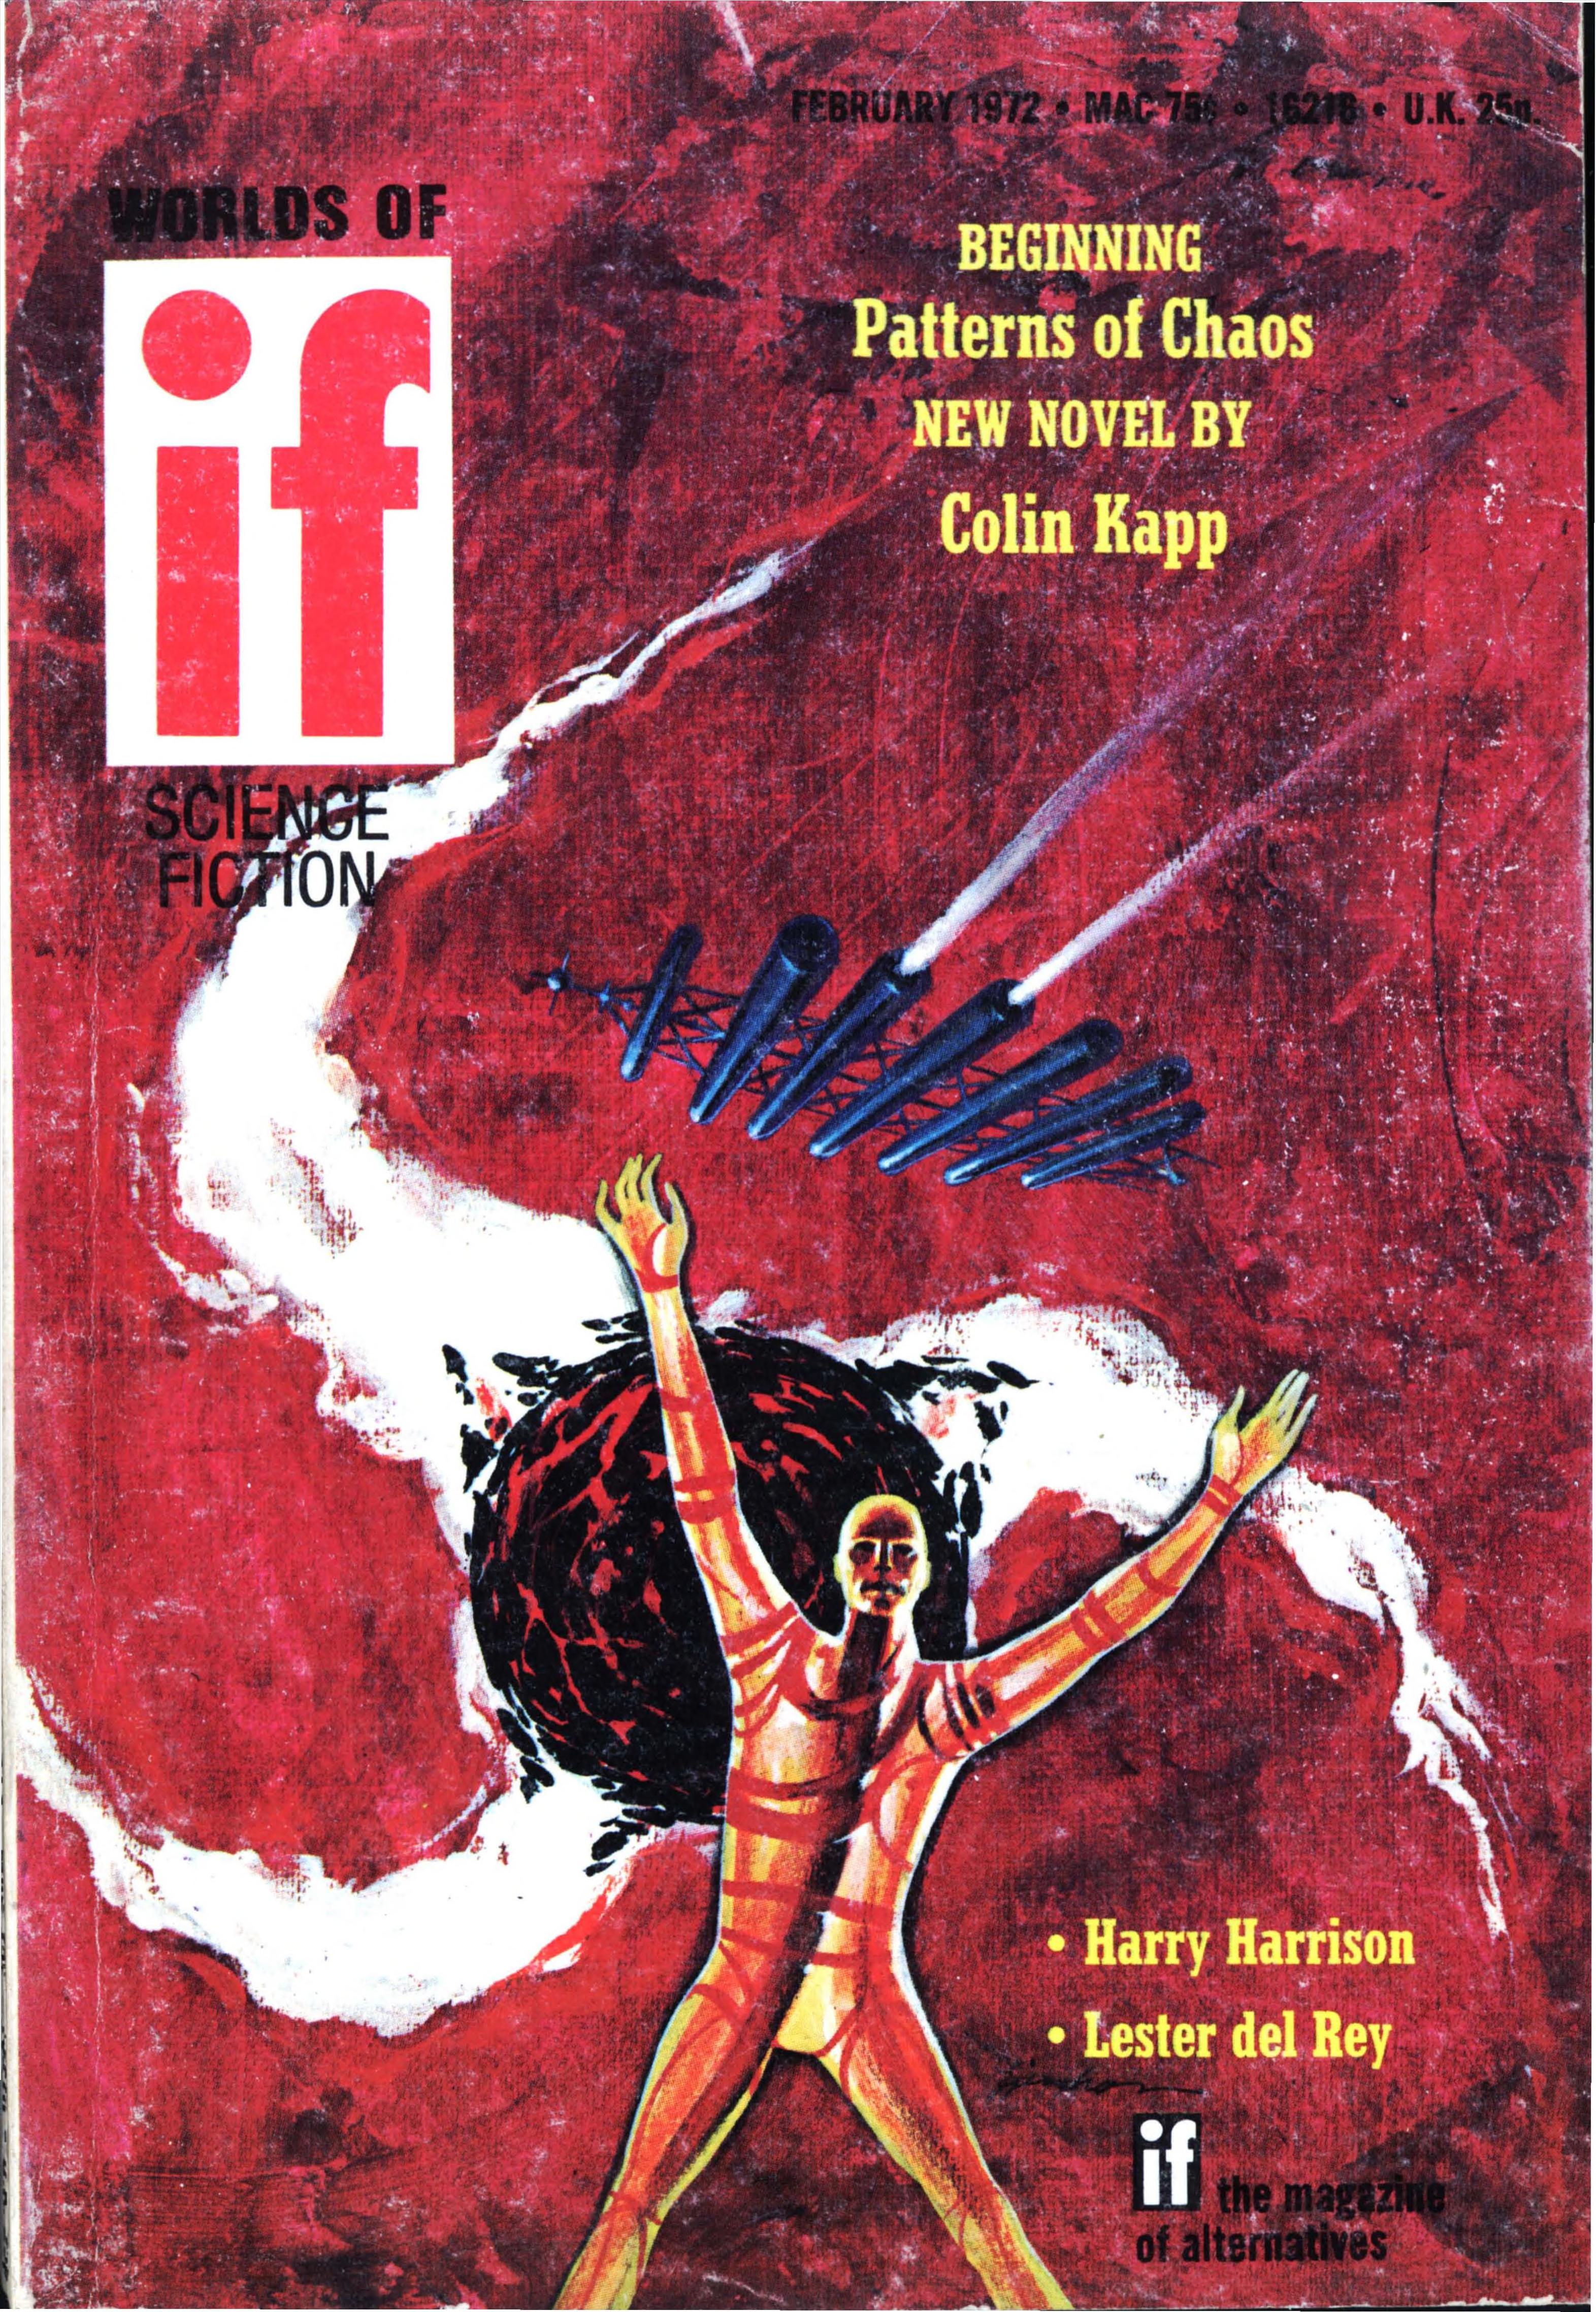 FEBRUARY 1972 • MAC 75¢ • 16216 • U.K. 25p.
WORLDS OF
if
SCIENCE
FICTION
BEGINNING
Patterns of Chaos
NEW NOVEL BY
Colin Kapp
• Harry Harrison
• Lester del Rey
if the magazine
of alternatives